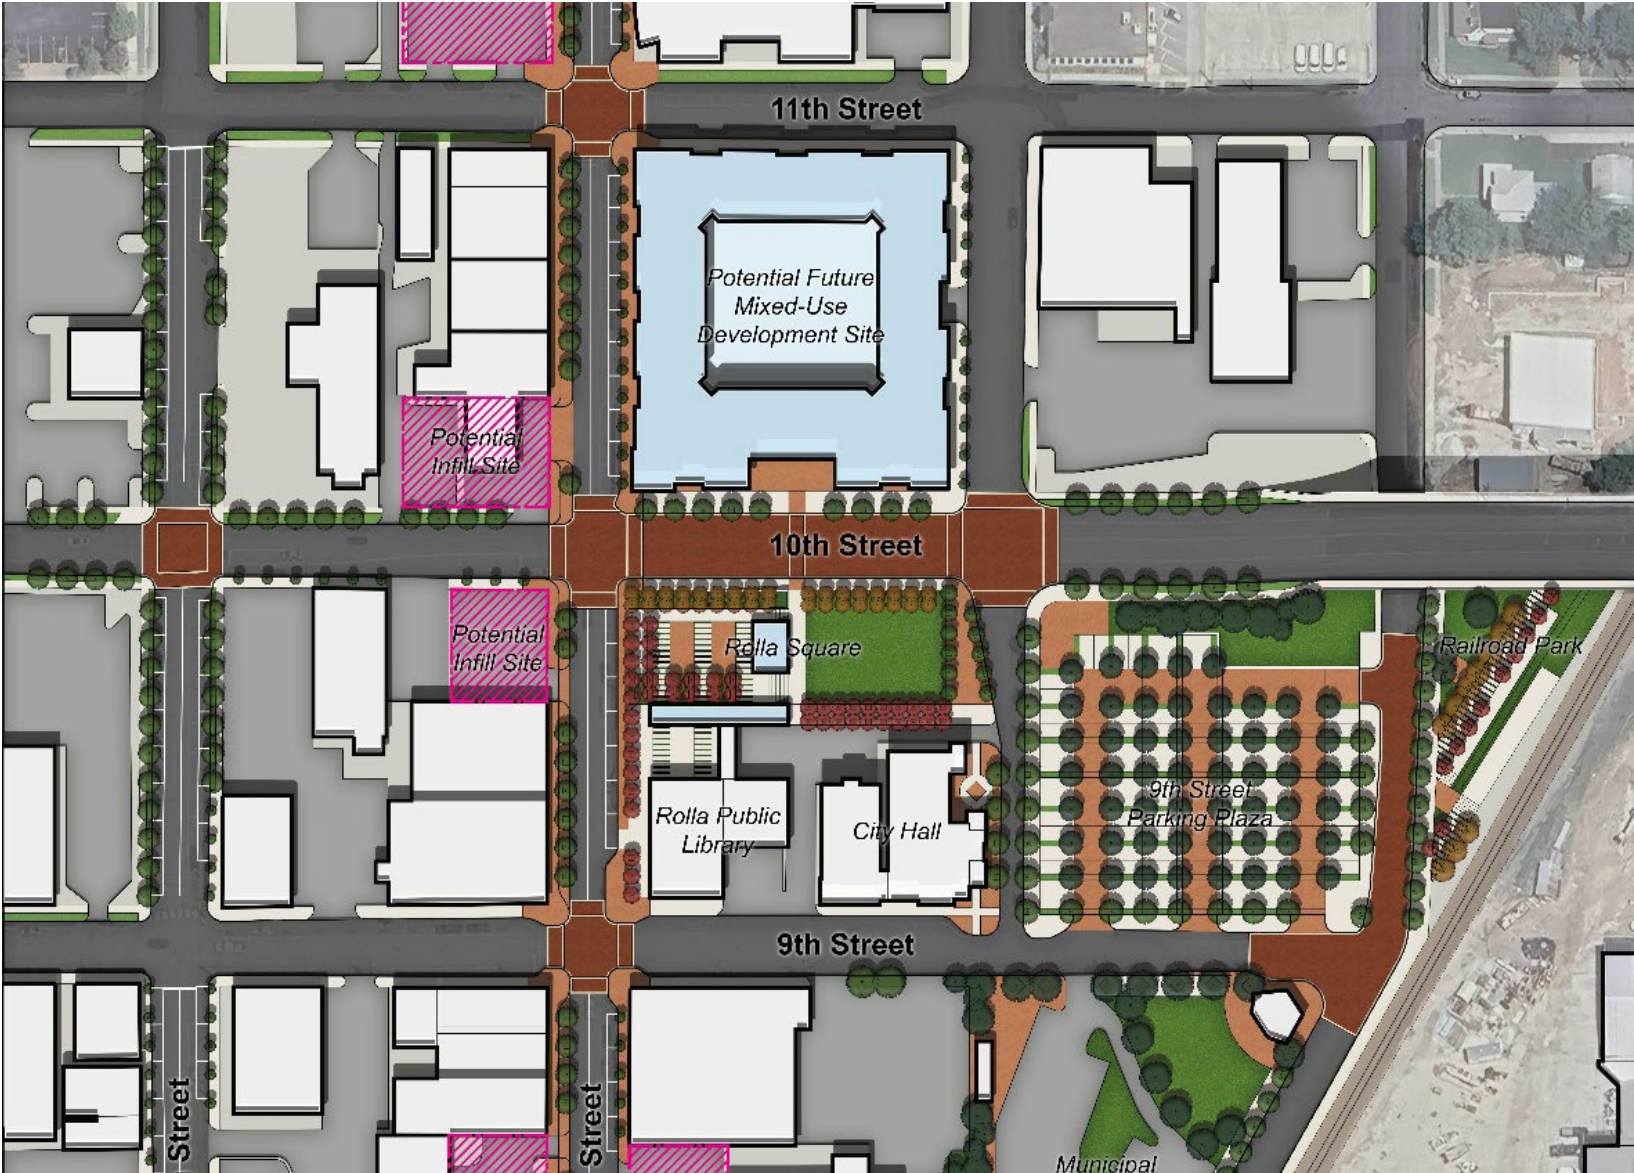 11th Street
Potential Future
Mixed-Use
Development Site
Potential
Infill Site
10th Street
Potential
Infill Site
Rolla Square
Railroad Park
Rolla Public
Library
City Hall
9th Street
Parking Plaza
9th Street
Street
Street
Municipal